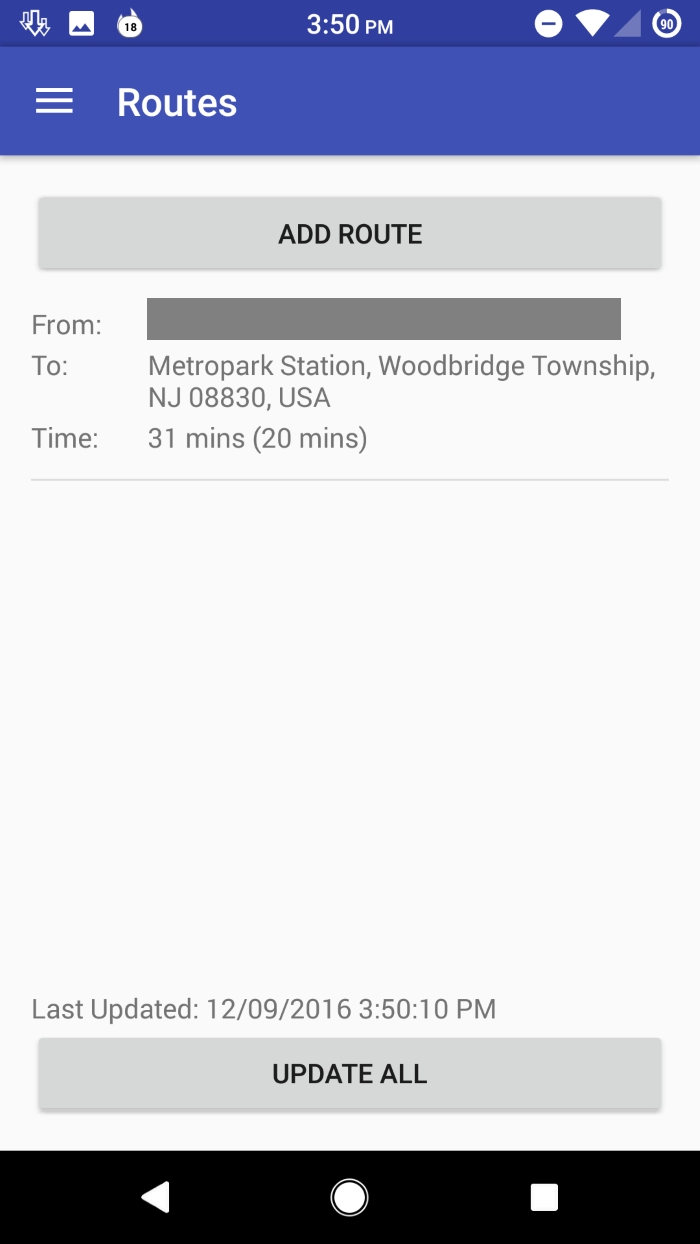 18
3:50 PM
90
Routes
ADD ROUTE
From:
To: Metropark Station, Woodbridge Township,
NJ 08830, USA
Time: 31 mins (20 mins)
Last Updated: 12/09/2016 3:50:10 PM
UPDATE ALL